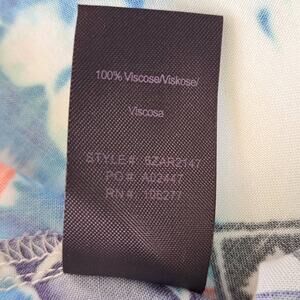 100% Viscose/Viskose/
Viscosa
STYLE#: 6ZAR2147
PO#: A02447
RN#: 106277